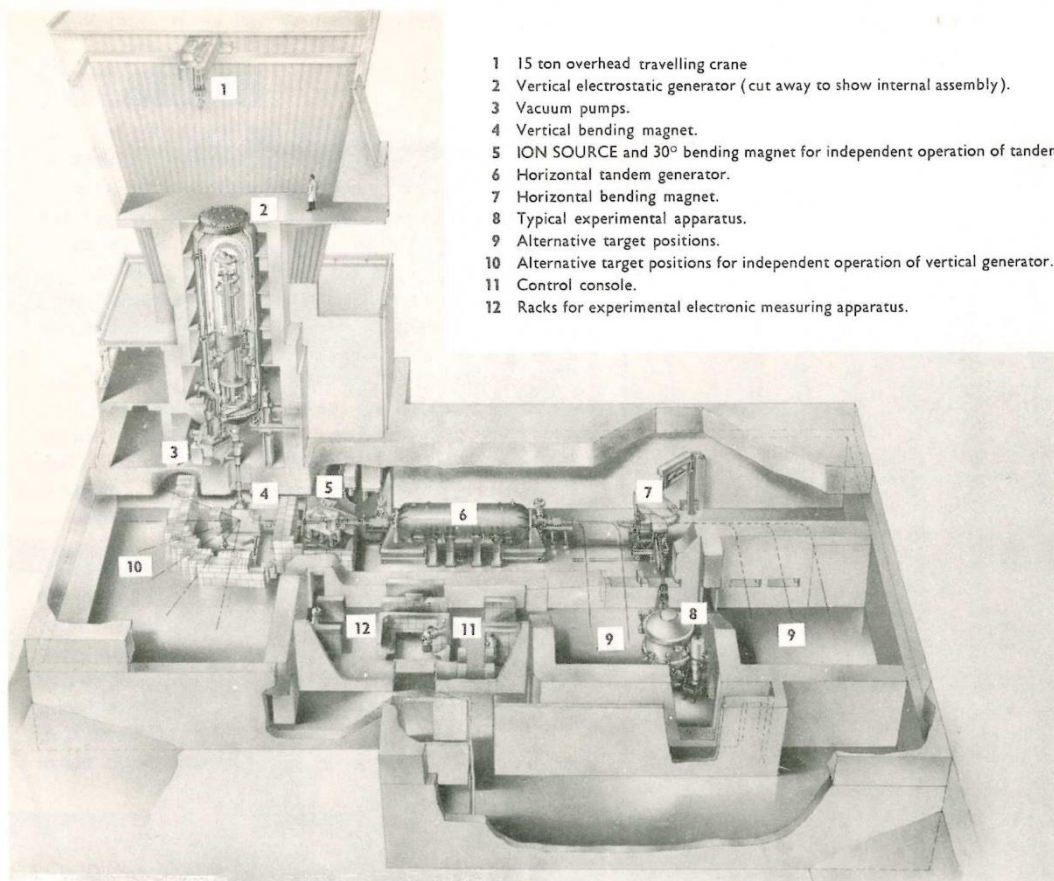 1 15 ton overhead travelling crane
2 Vertical electrostatic generator (cut away to show internal assembly).
3 Vacuum pumps.
4 Vertical bending magnet.
5 ION SOURCE and 30° bending magnet for independent operation of tandem
6 Horizontal tandem generator.
7 Horizontal bending magnet.
8 Typical experimental apparatus.
9 Alternative target positions.
10 Alternative target positions for independent operation of vertical generator.
11 Control console.
12 Racks for experimental electronic measuring apparatus.
1
2
3
4
5
6
7
10
12
11
9
8
9